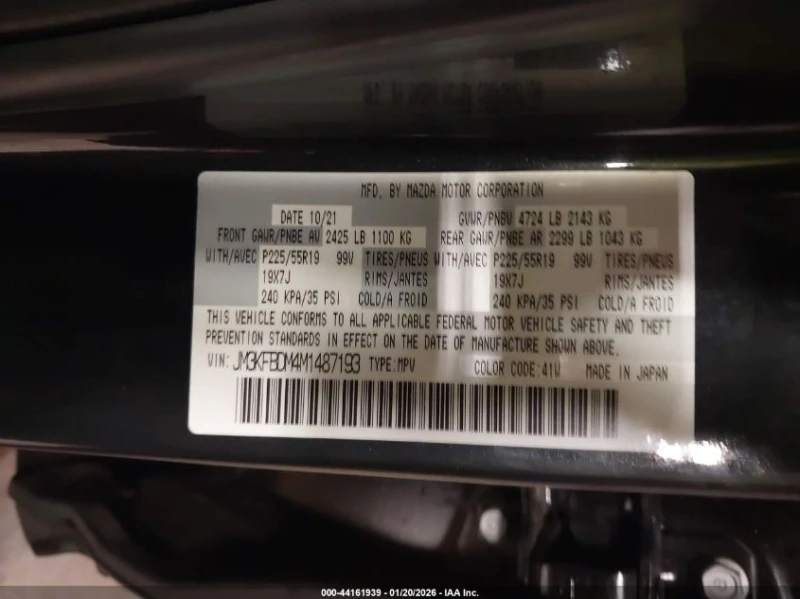 MFD. BY MAZDA MOTOR CORPORATION
DATE 10/21 GVWR/PNBV 4724 LB 2143 KG
FRONT GAWR/PNBE AV 2425 LB 1100 KG REAR GAWR/PNBE AR 2299 LB 1043 KG
WITH/AVEC P225/55R19 99V TIRES/PNEUS WITH/AVEC P225/55R19 99V TIRES/PNEUS
19X7J RIMS/JANTES 19X7J RIMS/JANTES
240 KPA/35 PSI COLD/A FROID 240 KPA/35 PSI COLD/A FROID
THIS VEHICLE CONFORMS TO ALL APPLICABLE FEDERAL MOTOR VEHICLE SAFETY AND THEFT
PREVENTION STANDARDS IN EFFECT ON THE DATE OF MANUFACTURE SHOWN ABOVE.
VIN: JM3KFBDM4M1487193 TYPE:MPV COLOR CODE:41W MADE IN JAPAN
000-44161939 - 01/20/2026 - IAA Inc.